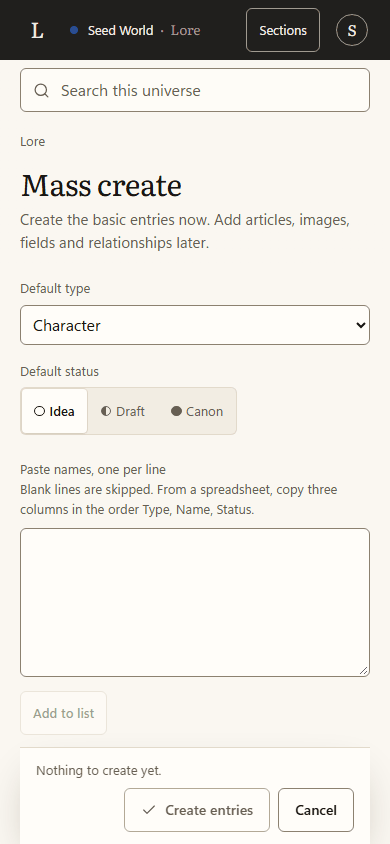 L
Seed World · Lore
Sections
S
Search this universe
Lore
Mass create
Create the basic entries now. Add articles, images,
fields and relationships later.
Default type
Character
Default status
Idea
Draft
Canon
Paste names, one per line
Blank lines are skipped. From a spreadsheet, copy three
columns in the order Type, Name, Status.
Add to list
Nothing to create yet.
Create entries
Cancel